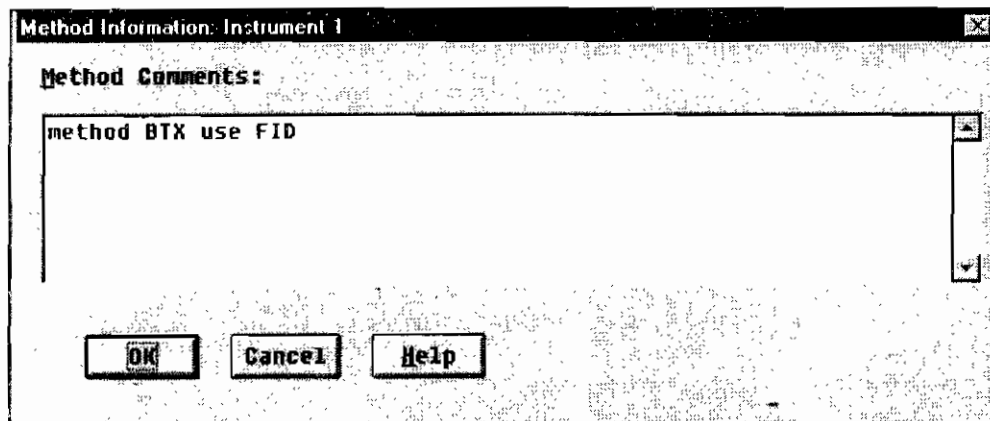 Method Information: Instrument 1
Method Comments:
method BTX use FID
OK Cancel Help